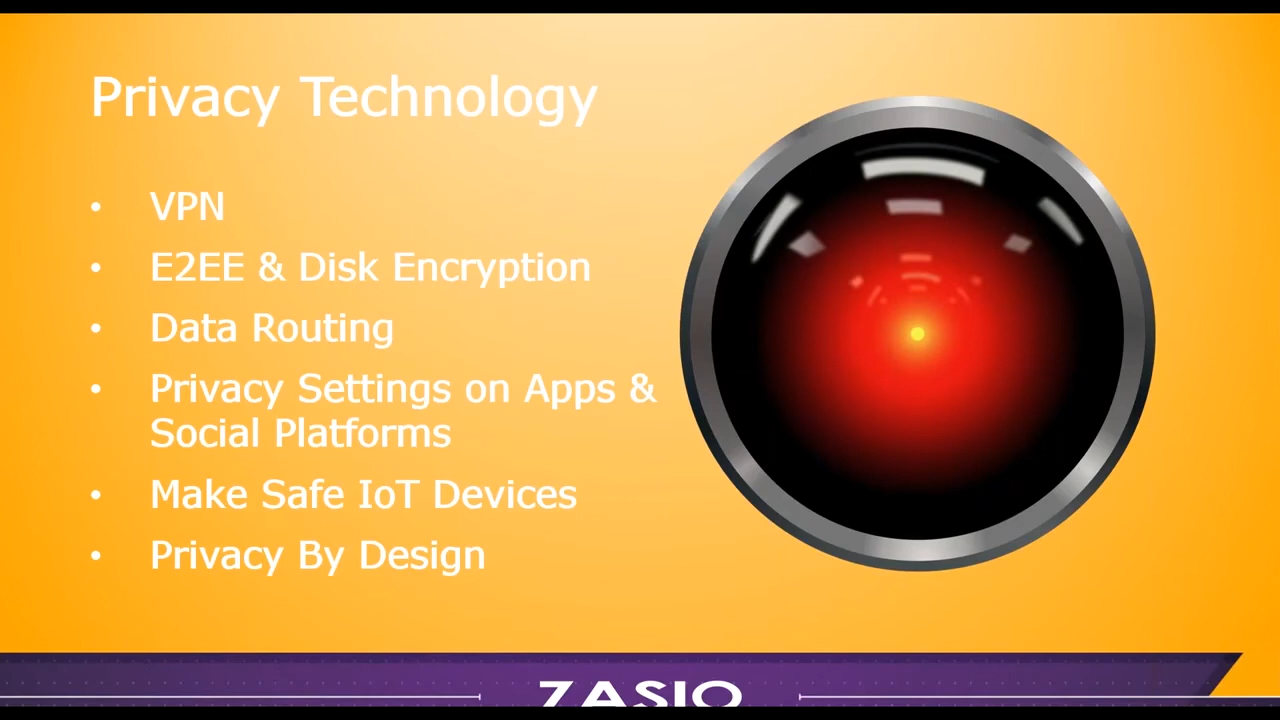 Privacy Technology
• VPN
• E2EE & Disk Encryption
• Data Routing
• Privacy Settings on Apps &
Social Platforms
• Make Safe IoT Devices
• Privacy By Design
ZASIO